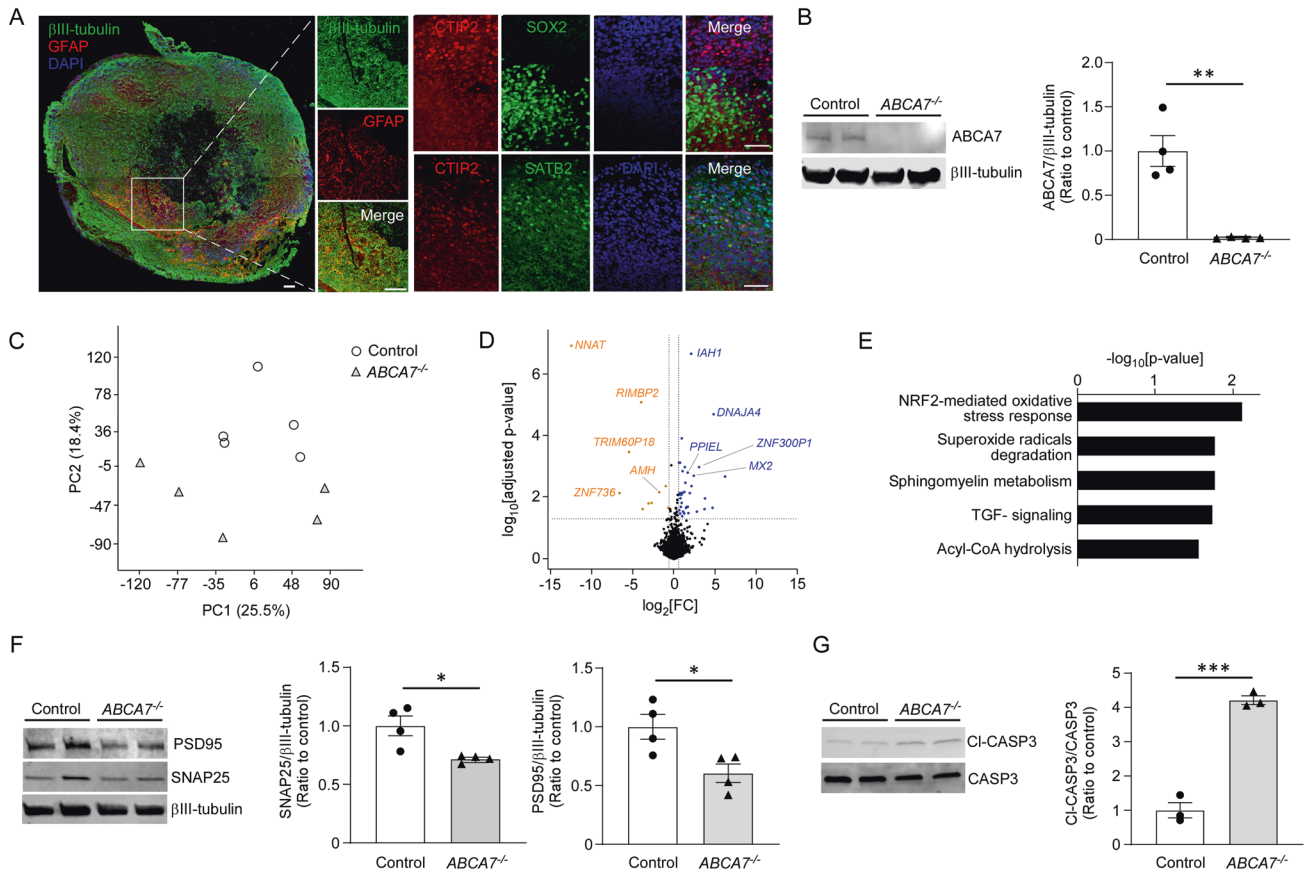 A
βIII-tubulin
GFAP
DAPI
βIII-tubulin
GFAP
Merge
CTIP2
SOX2
DAPI
Merge
CTIP2
SATB2
DAPI
Merge
B
Control
ABCA7-/-
ABCA7
βIII-tubulin
ABCA7/βIII-tubulin
(Ratio to control)
2.0
1.5
1.0
0.5
0
**
Control
ABCA7-/-
C
PC2 (18.4%)
120
78
36
-5
-47
-90
-120
-77
-35
6
48
90
PC1 (25.5%)
Control
ABCA7-/-
D
log10[adjusted p-value]
6
4
2
0
-15
-10
-5
0
5
10
15
log2[FC]
NNAT
RIMBP2
TRIM60P18
AMH
ZNF736
IAH1
DNAJA4
PPIEL
ZNF300P1
MX2
E
-log10[p-value]
0
1
2
NRF2-mediated oxidative
stress response
Superoxide radicals
degradation
Sphingomyelin metabolism
TGF- signaling
Acyl-CoA hydrolysis
F
Control
ABCA7-/-
PSD95
SNAP25
βIII-tubulin
SNAP25/βIII-tubulin
(Ratio to control)
1.5
1.0
0.5
0
*
Control
ABCA7-/-
PSD95/βIII-tubulin
(Ratio to control)
1.5
1.0
0.5
0
*
Control
ABCA7-/-
G
Control
ABCA7-/-
Cl-CASP3
CASP3
Cl-CASP3/CASP3
(Ratio to control)
5
4
3
2
1
0
***
Control
ABCA7-/-